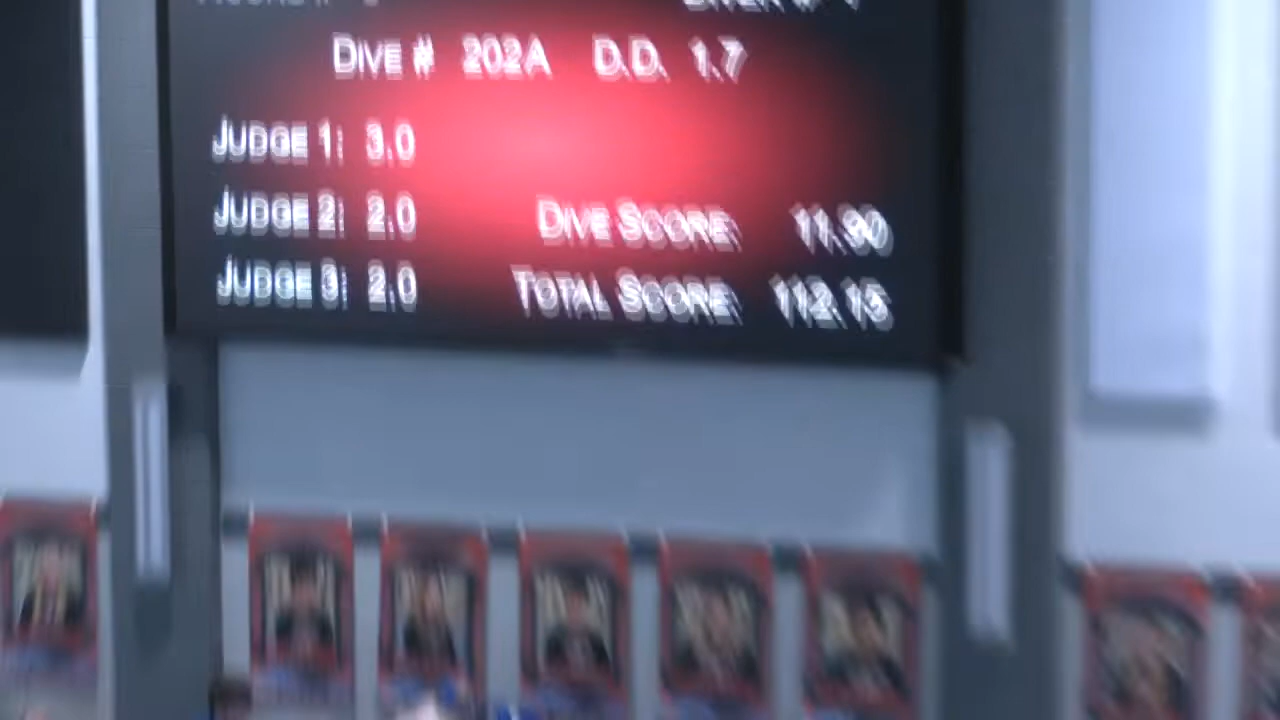 DIVE # 202A D.D. 1.7
JUDGE 1: 3.0
JUDGE 2: 2.0 DIVE SCORE: 11.90
JUDGE 3: 2.0 TOTAL SCORE: 112.15